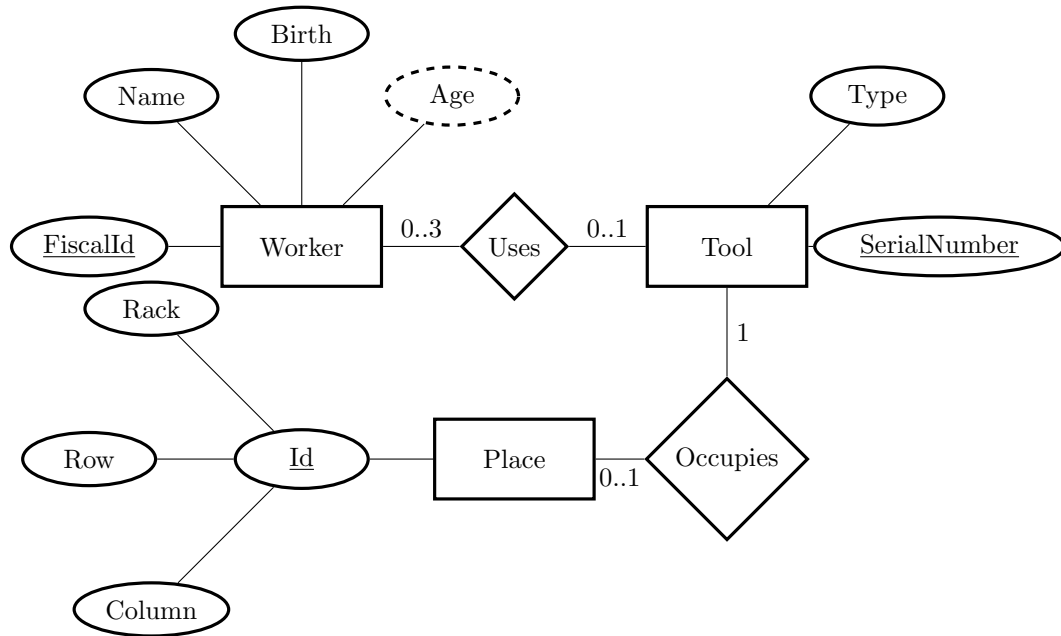 Birth
Name
Age
Type
FiscalId
Worker
0..3
Uses
0..1
Tool
SerialNumber
Rack
1
Row
Id
Place
0..1
Occupies
Column